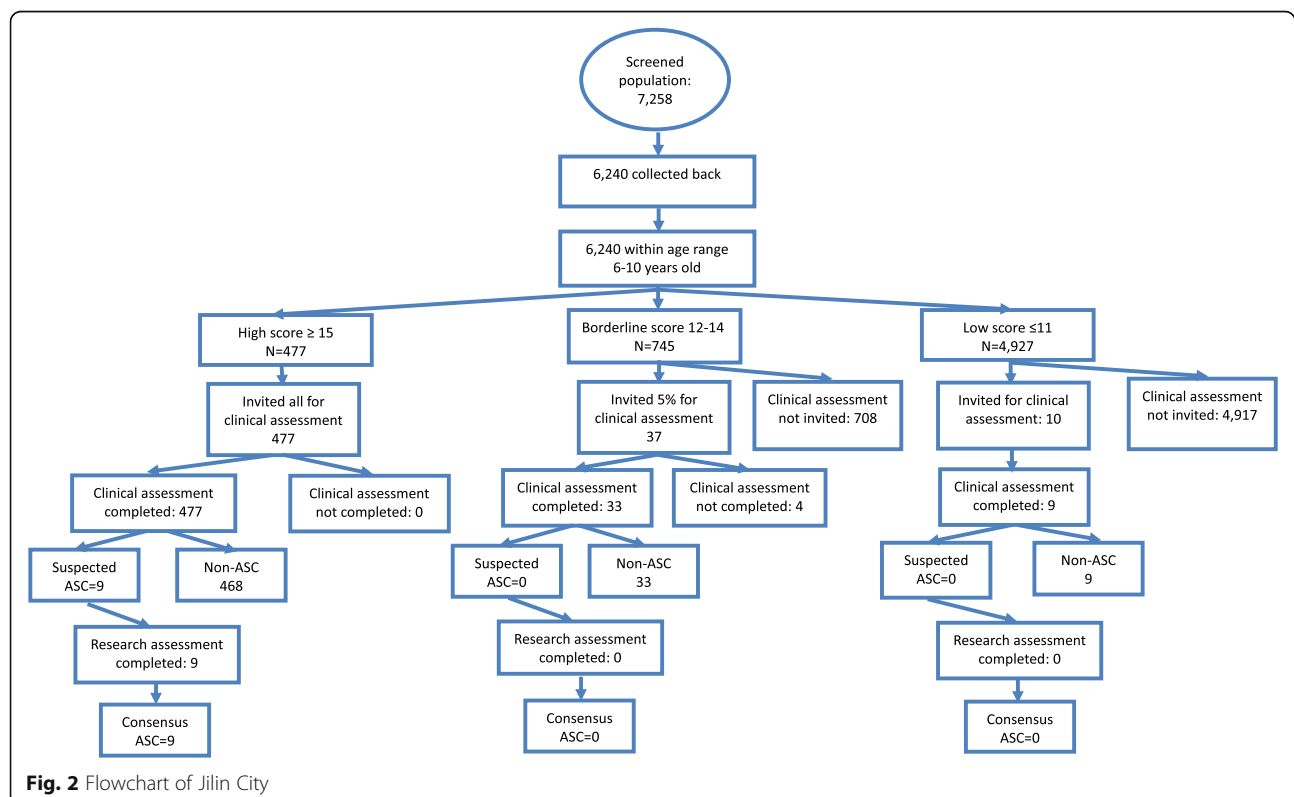 Screened
population:
7,258
6,240 collected back
6,240 within age range
6-10 years old
High score ≥ 15
N=477
Borderline score 12-14
N=745
Low score ≤11
N=4,927
Invited all for
clinical assessment
477
Invited 5% for
clinical assessment
37
Clinical assessment
not invited: 708
Invited for clinical
assessment: 10
Clinical assessment
not invited: 4,917
Clinical assessment
completed: 477
Clinical assessment
not completed: 0
Clinical assessment
completed: 33
Clinical assessment
not completed: 4
Clinical assessment
completed: 9
Suspected
ASC=9
Non-ASC
468
Suspected
ASC=0
Non-ASC
33
Suspected
ASC=0
Non-ASC
9
Research assessment
completed: 9
Research assessment
completed: 0
Research assessment
completed: 0
Consensus
ASC=9
Consensus
ASC=0
Consensus
ASC=0
Fig. 2 Flowchart of Jilin City